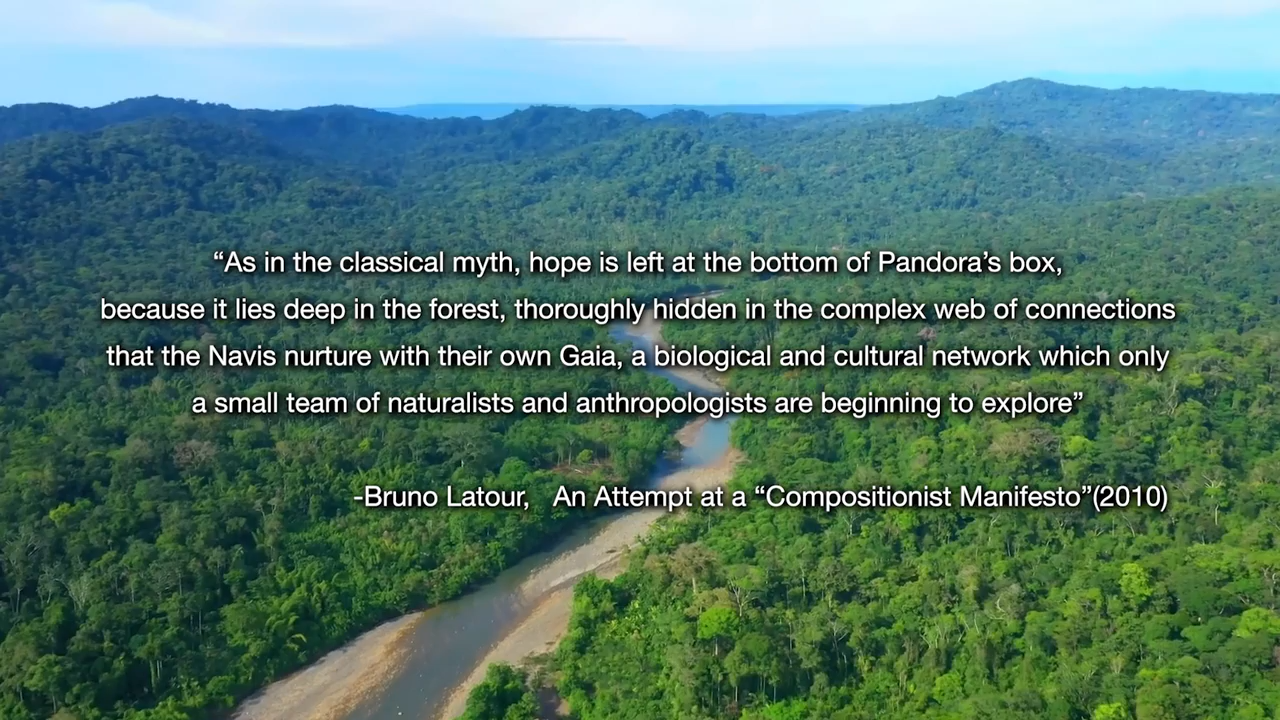 “As in the classical myth, hope is left at the bottom of Pandora’s box,
because it lies deep in the forest, thoroughly hidden in the complex web of connections
that the Navis nurture with their own Gaia, a biological and cultural network which only
a small team of naturalists and anthropologists are beginning to explore”
-Bruno Latour, An Attempt at a “Compositionist Manifesto”(2010)